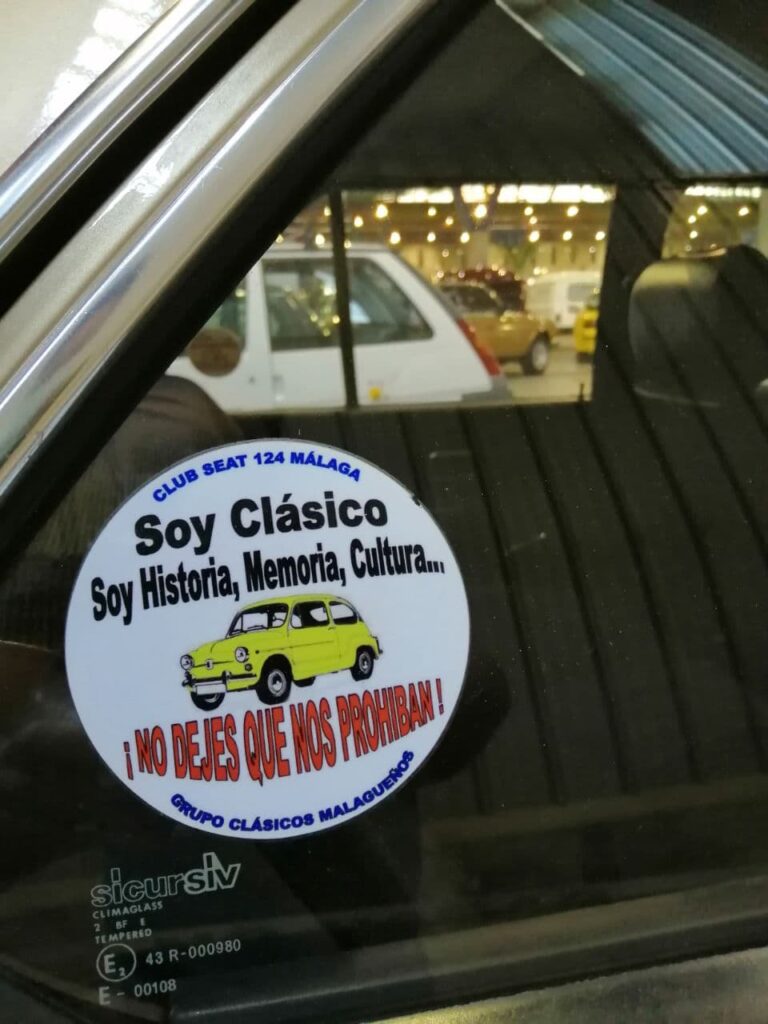 CLUB SEAT 124 MÁLAGA
Soy Clásico
Soy Historia, Memoria, Cultura...
¡ NO DEJES QUE NOS PROHIBAN !
GRUPO CLÁSICOS MALAGUEÑOS
sicursiv
CLIMAGLASS
2 BF E
TEMPERED
E2 43 R-000980
E - 00108